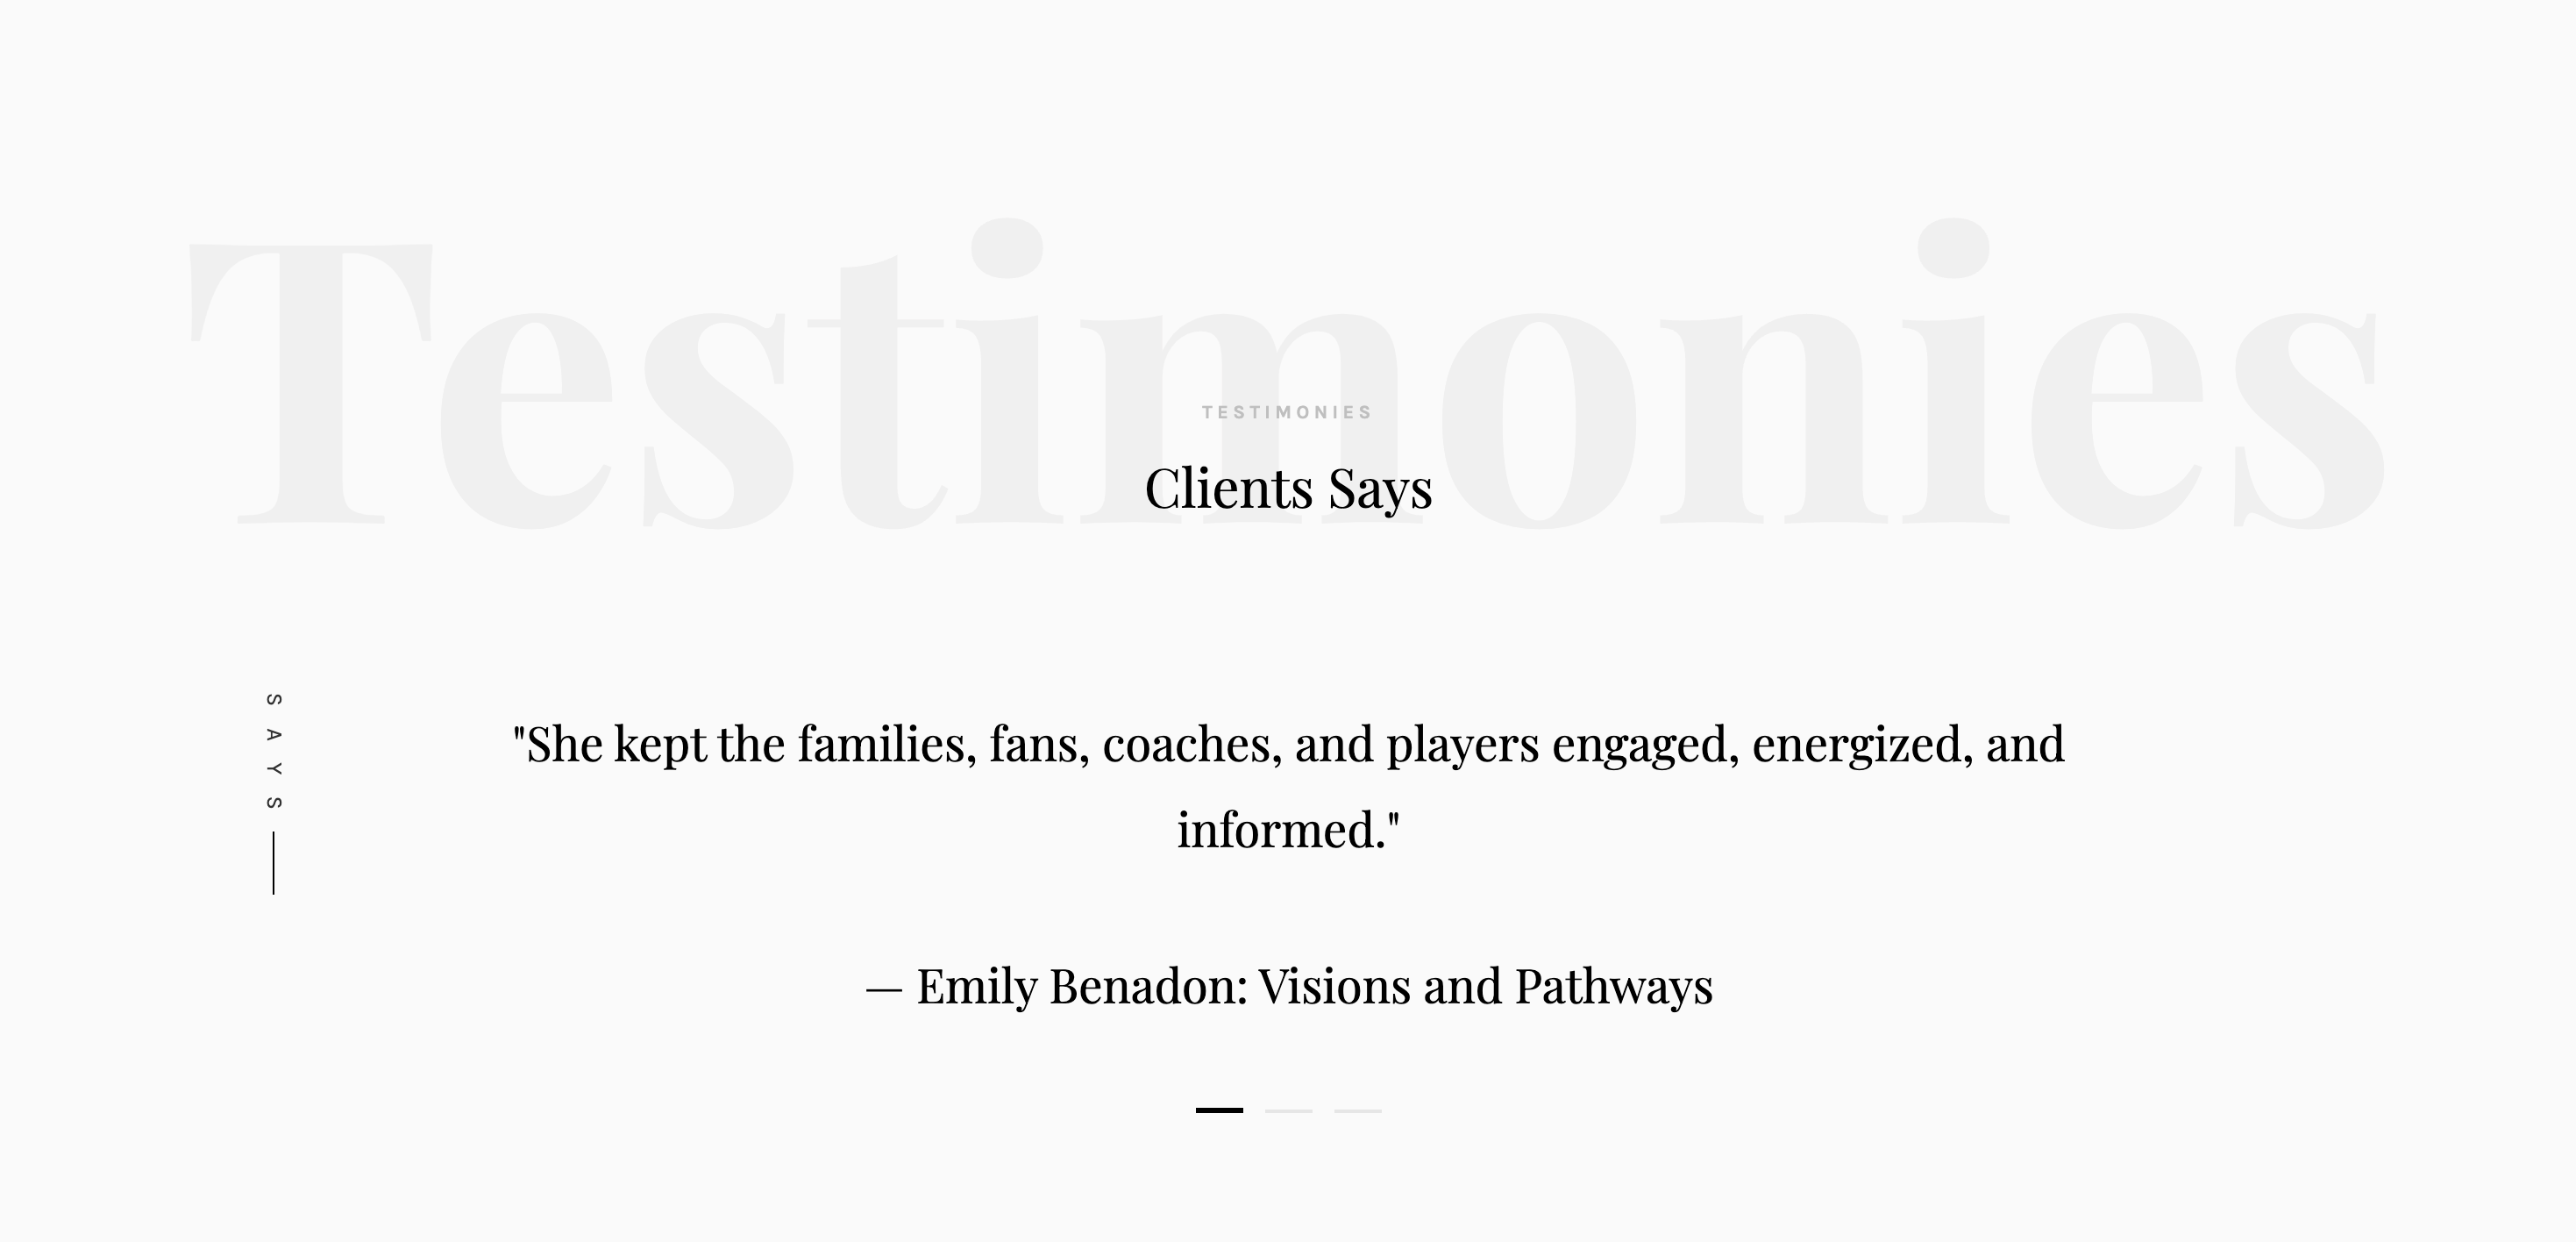 Testimonies
TESTIMONIES
Clients Says
SAYS
"She kept the families, fans, coaches, and players engaged, energized, and
informed."
— Emily Benadon: Visions and Pathways